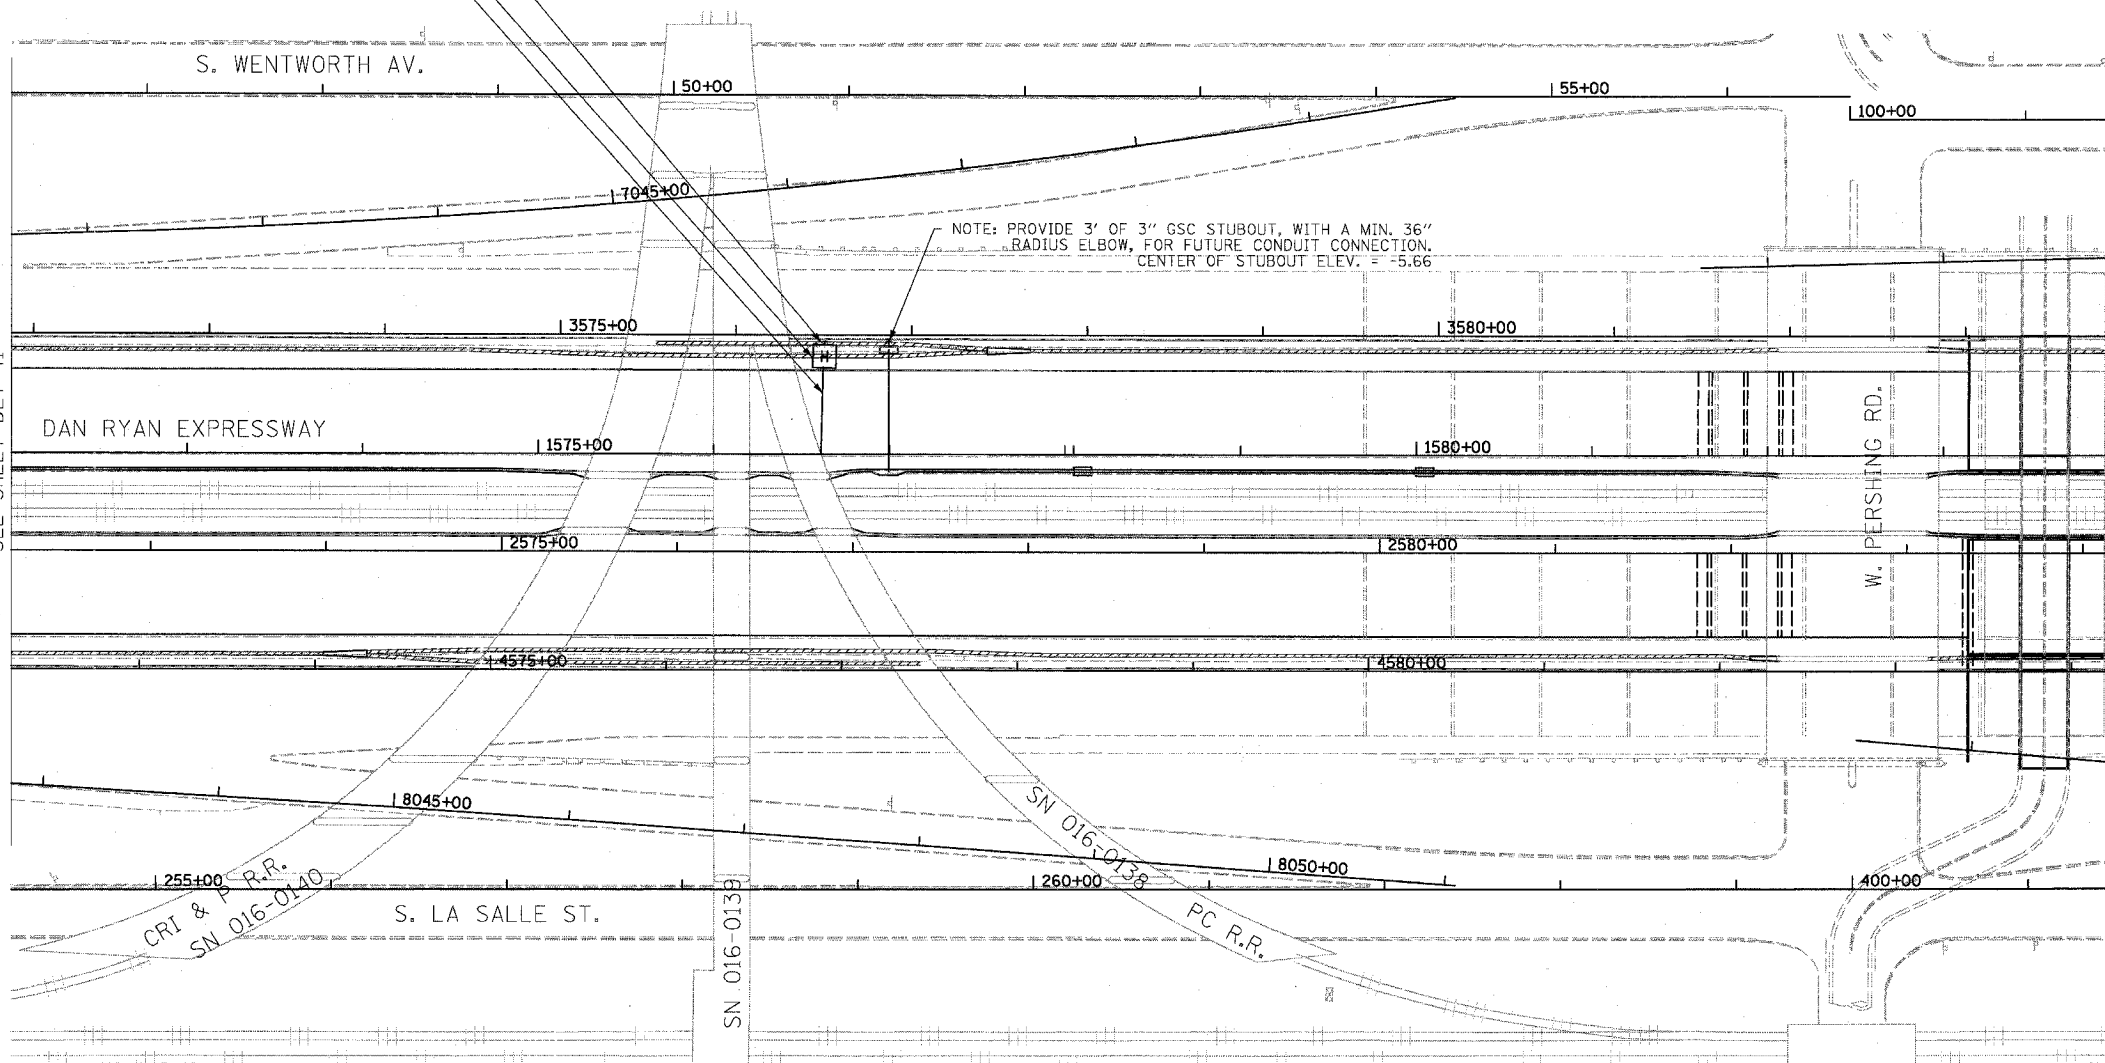 S. WENTWORTH AV.
50+00
55+00
100+00
7045+00
NOTE: PROVIDE 3' OF 3" GSC STUBOUT, WITH A MIN. 36"
RADIUS ELBOW, FOR FUTURE CONDUIT CONNECTION.
CENTER OF STUBOUT ELEV. = -5.66
3575+00
3580+00
H
DAN RYAN EXPRESSWAY
1575+00
1580+00
W. PERSHING RD.
2575+00
2580+00
4575+00
4580+00
8045+00
SN 016-0138
8050+00
255+00
260+00
400+00
CRI & P R.R.
SN 016-0140
S. LA SALLE ST.
SN 016-0139
PC R.R.